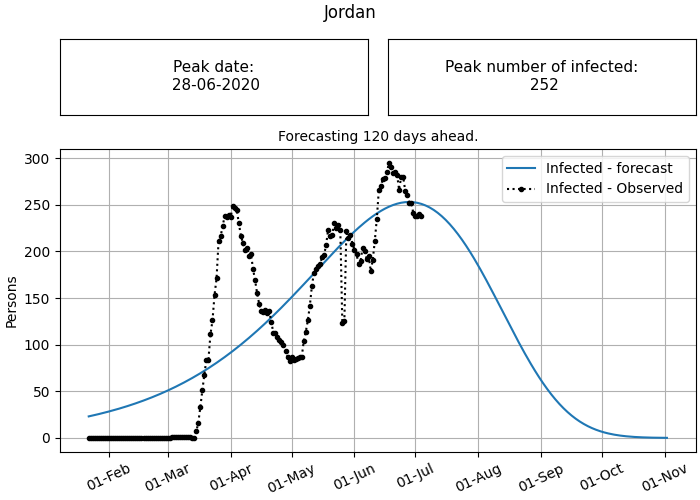 Jordan
Peak date:
28-06-2020
Peak number of infected:
252
Forecasting 120 days ahead.
Infected - forecast
Infected - Observed
Persons
300
250
200
150
100
50
0
01-Feb
01-Mar
01-Apr
01-May
01-Jun
01-Jul
01-Aug
01-Sep
01-Oct
01-Nov